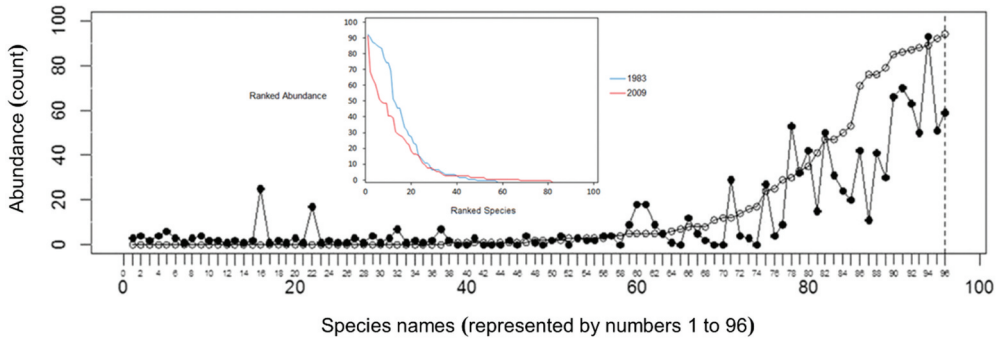 Abundance (count)
100
80
60
40
20
0
Ranked Abundance
100
90
80
70
60
50
40
30
20
10
0
0 20 40 60 80 100
Ranked Species
1983
2009
0 2 4 6 8 10 12 14 16 18 20 22 24 26 28 30 32 34 36 38 40 42 44 46 48 50 52 54 56 58 60 62 64 66 68 70 72 74 76 78 80 82 84 86 88 90 92 94 96
0 20 40 60 80 100
Species names (represented by numbers 1 to 96)